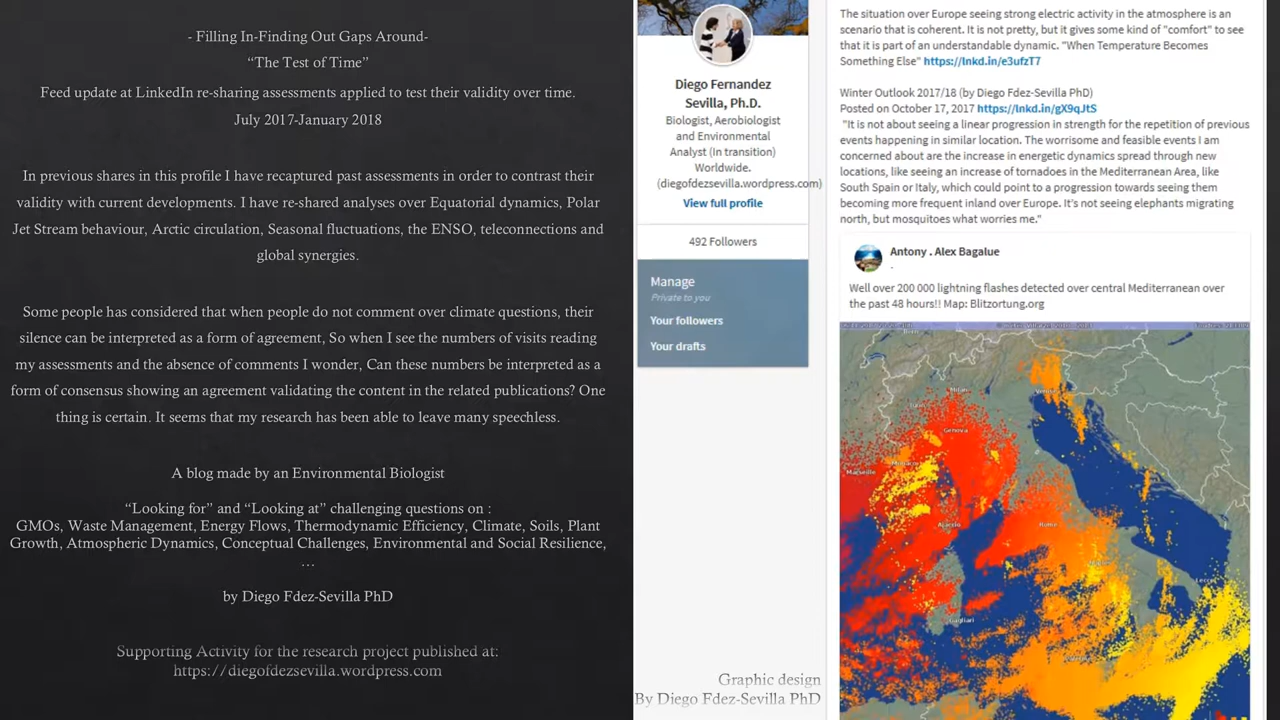 - Filling In-Finding Out Gaps Around-
“The Test of Time”
Feed update at LinkedIn re-sharing assessments applied to test their validity over time.
July 2017-January 2018
In previous shares in this profile I have recaptured past assessments in order to contrast their
validity with current developments. I have re-shared analyses over Equatorial dynamics, Polar
Jet Stream behaviour, Arctic circulation, Seasonal fluctuations, the ENSO, teleconnections and
global synergies.
Some people has considered that when people do not comment over climate questions, their
silence can be interpreted as a form of agreement, So when I see the numbers of visits reading
my assessments and the absence of comments I wonder, Can these numbers be interpreted as a
form of consensus showing an agreement validating the content in the related publications? One
thing is certain. It seems that my research has been able to leave many speechless.
A blog made by an Environmental Biologist
“Looking for” and “Looking at” challenging questions on :
GMOs, Waste Management, Energy Flows, Thermodynamic Efficiency, Climate, Soils, Plant
Growth, Atmospheric Dynamics, Conceptual Challenges, Environmental and Social Resilience,
…
by Diego Fdez-Sevilla PhD
Supporting Activity for the research project published at:
https://diegofdezsevilla.wordpress.com
Diego Fernandez
Sevilla, Ph.D.
Biologist, Aerobiologist
and Environmental
Analyst (In transition)
Worldwide.
(diegofdezsevilla.wordpress.com)
View full profile
492 Followers
Manage
Private to you
Your followers
Your drafts
Graphic design
By Diego Fdez-Sevilla PhD
The situation over Europe seeing strong electric activity in the atmosphere is an
scenario that is coherent. It is not pretty, but it gives some kind of "comfort" to see
that it is part of an understandable dynamic. "When Temperature Becomes
Something Else" https://lnkd.in/e3ufzT7
Winter Outlook 2017/18 (by Diego Fdez-Sevilla PhD)
Posted on October 17, 2017 https://lnkd.in/gX9qJtS
"It is not about seeing a linear progression in strength for the repetition of previous
events happening in similar location. The worrisome and feasible events I am
concerned about are the increase in energetic dynamics spread through new
locations, like seeing an increase of tornadoes in the Mediterranean Area, like
South Spain or Italy, which could point to a progression towards seeing them
becoming more frequent inland over Europe. It's not seeing elephants migrating
north, but mosquitoes what worries me."
Antony . Alex Bagalue
.
Well over 200 000 lightning flashes detected over central Mediterranean over
the past 48 hours!! Map: Blitzortung.org
Milan
Genova
Monaco
Marseille
Ajaccio
Rome
Cagliari